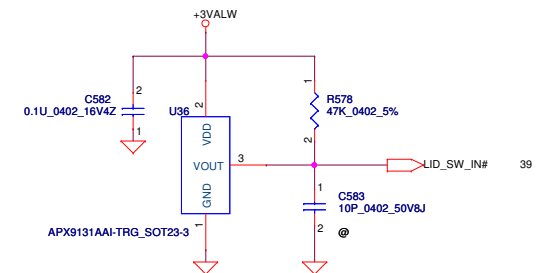 +3VALW
2
C582
0.1U_0402_16V4Z
1
U36
2
VDD
VOUT
3
GND
1
APX9131AAI-TRG_SOT23-3
1
R578
47K_0402_5%
2
LID_SW_IN# 39
1
C583
10P_0402_50V8J
2
@